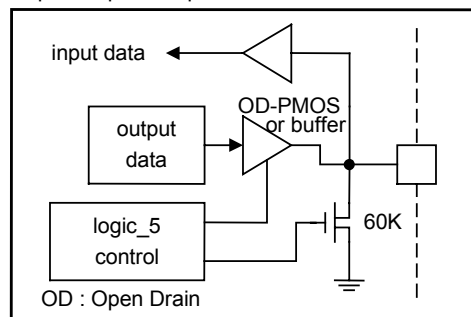 input data
OD-PMOS
or buffer
output
data
logic_5
control
60K
OD : Open Drain